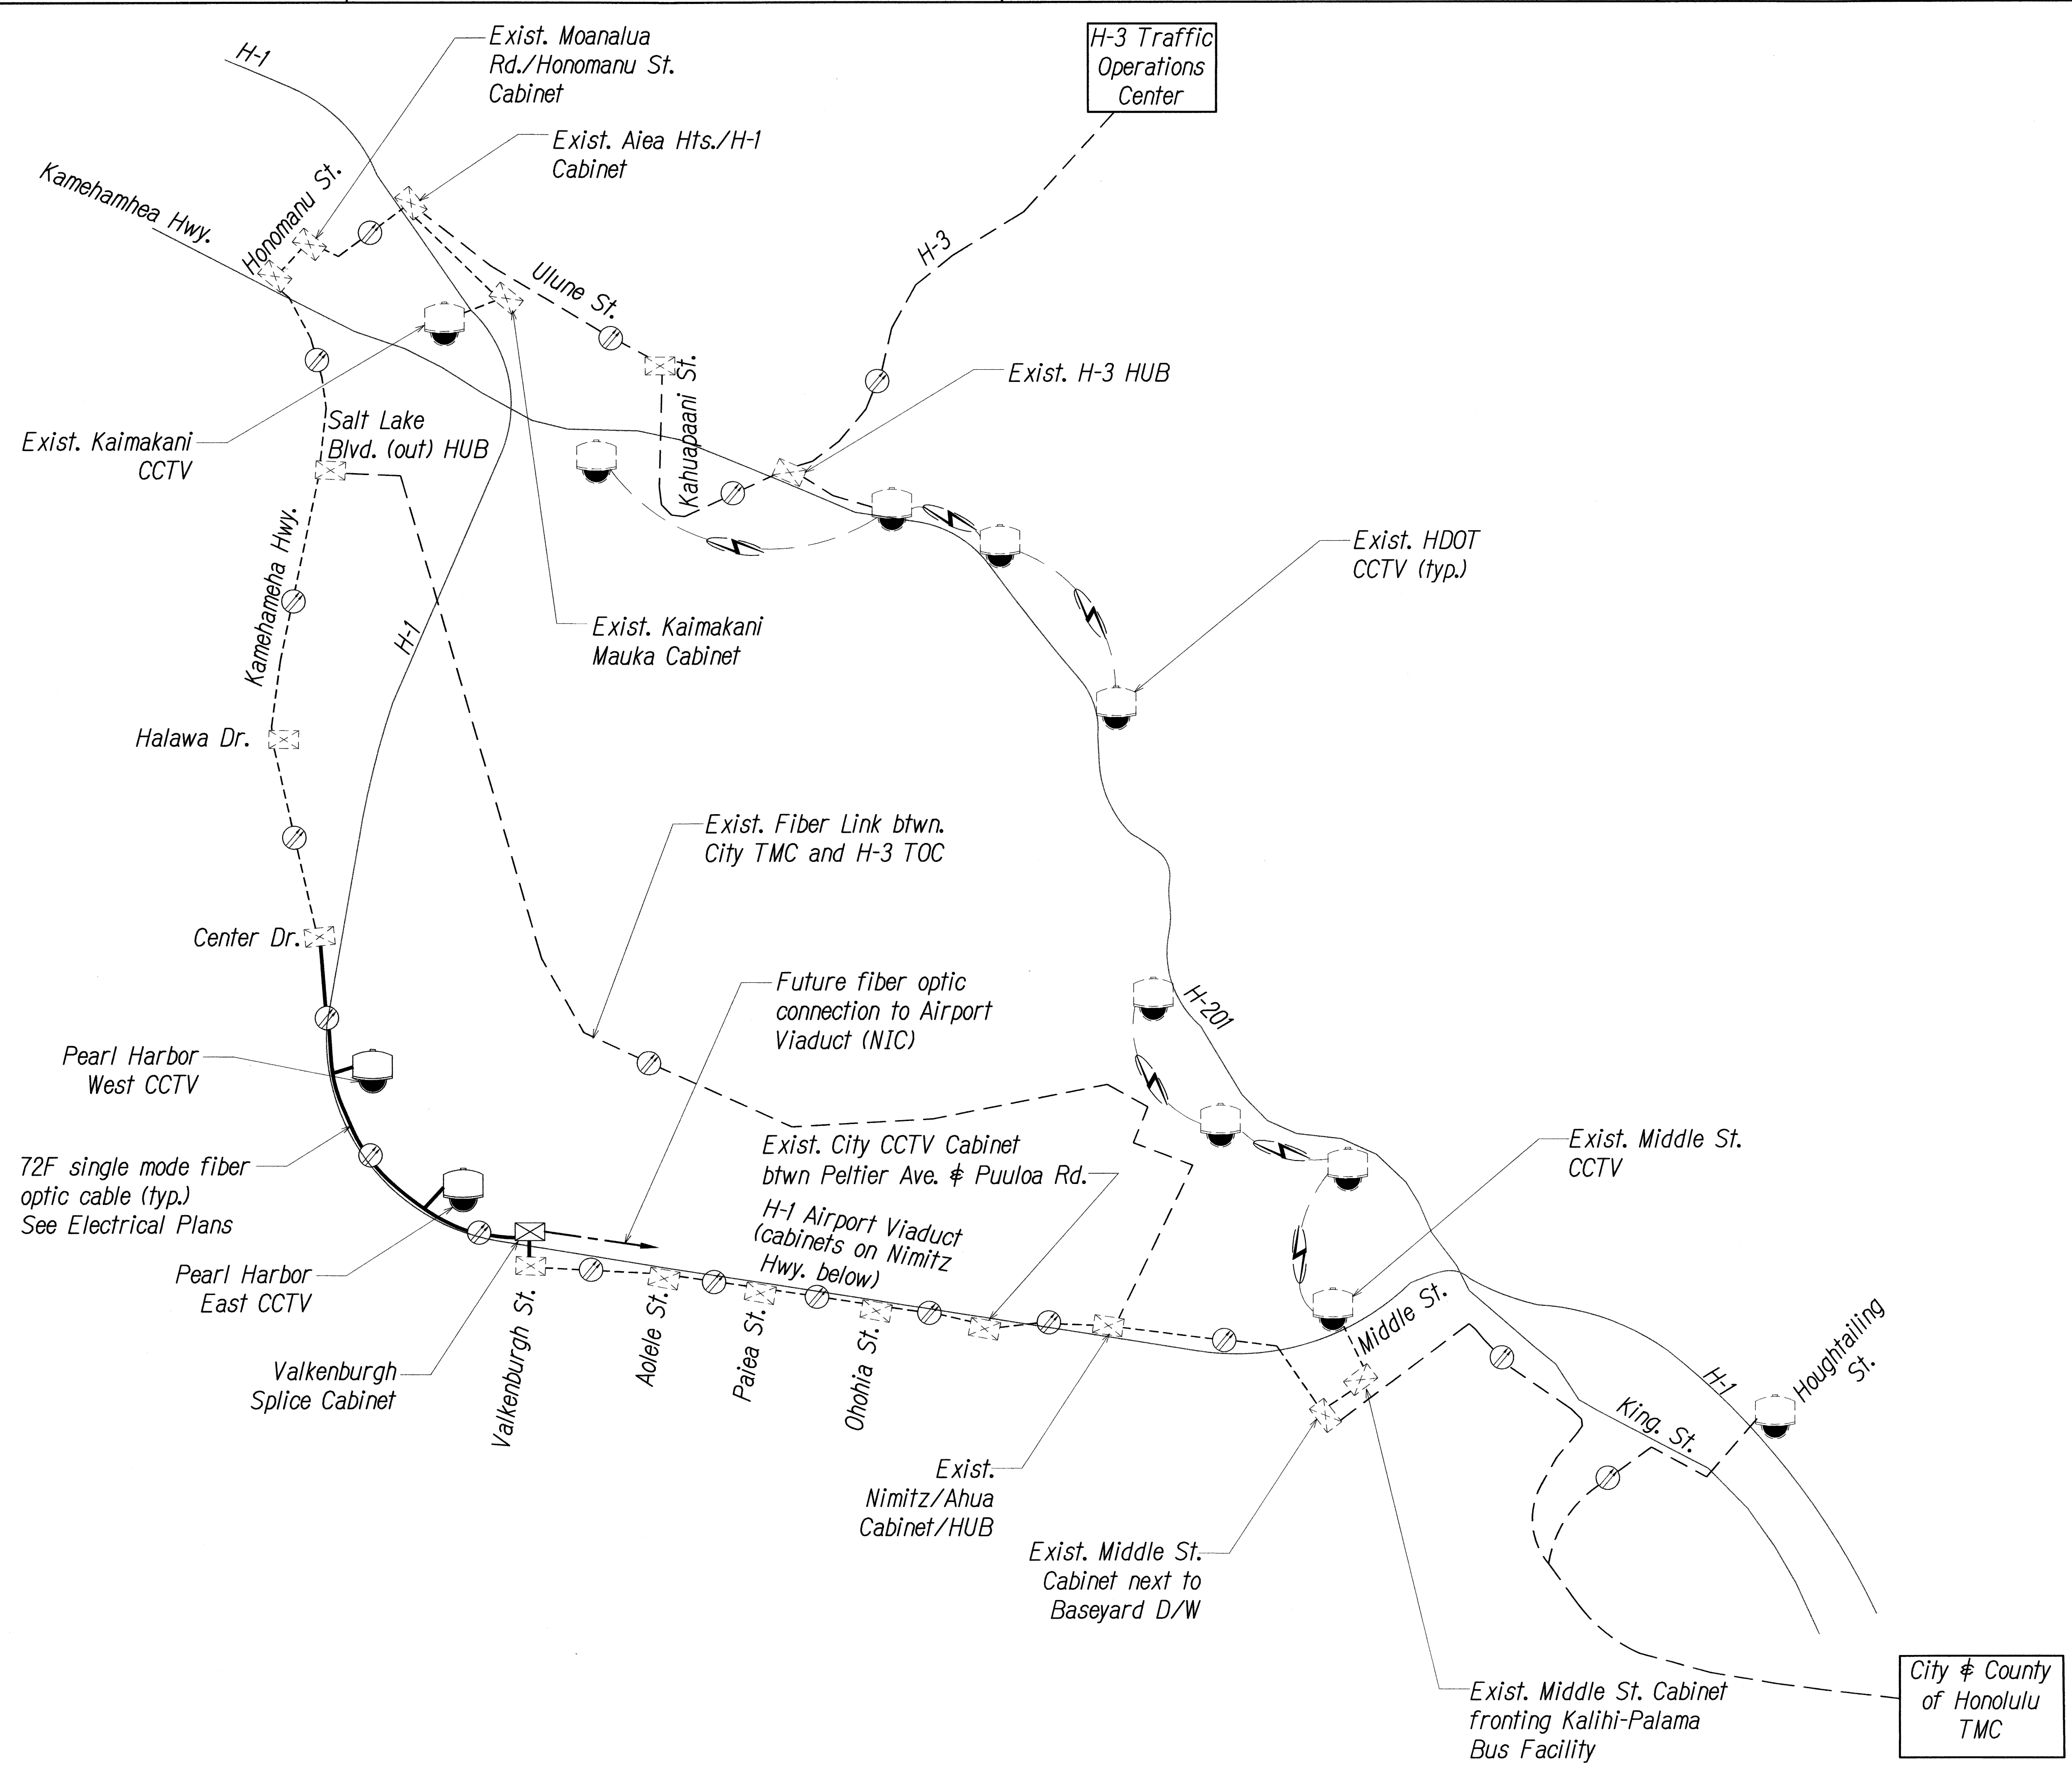 H-3 Traffic
Operations
Center
Exist. Moanalua
Rd./Honomanu St.
Cabinet
H-1
Exist. Aiea Hts./H-1
Cabinet
Kamehamhea Hwy.
Honomanu St.
Ulune St.
H-3
Kahuapaani St.
Exist. H-3 HUB
Salt Lake
Blvd. (out) HUB
Exist. Kaimakani
CCTV
Kamehameha Hwy.
H-1
Exist. Kaimakani
Mauka Cabinet
Exist. HDOT
CCTV (typ.)
Halawa Dr.
Exist. Fiber Link btwn.
City TMC and H-3 TOC
Center Dr.
Future fiber optic
connection to Airport
Viaduct (NIC)
H-201
Pearl Harbor
West CCTV
72F single mode fiber
optic cable (typ.)
See Electrical Plans
Exist. City CCTV Cabinet
btwn Peltier Ave. & Puuloa Rd.
H-1 Airport Viaduct
(cabinets on Nimitz
Hwy. below)
Exist. Middle St.
CCTV
Pearl Harbor
East CCTV
Valkenburgh
Splice Cabinet
Valkenburgh St.
Aolele St.
Paiea St.
Ohohia St.
Middle St.
H-1
Houghtailing
St.
King. St.
Exist.
Nimitz/Ahua
Cabinet/HUB
Exist. Middle St.
Cabinet next to
Baseyard D/W
Exist. Middle St. Cabinet
fronting Kalihi-Palama
Bus Facility
City & County
of Honolulu
TMC